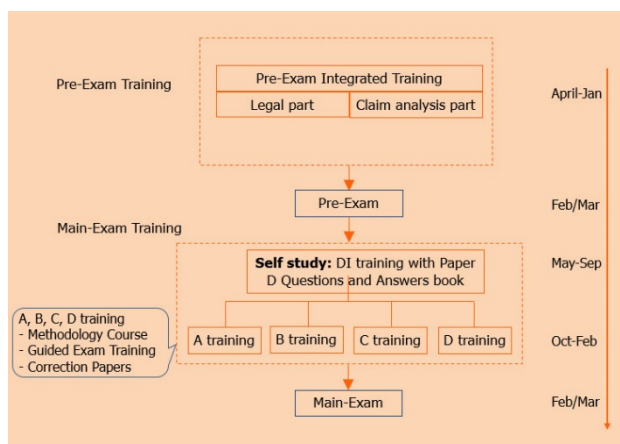 Pre-Exam Training
Pre-Exam Integrated Training
Legal part
Claim analysis part
April-Jan
Pre-Exam
Feb/Mar
Main-Exam Training
Self study: DI training with Paper
D Questions and Answers book
May-Sep
A, B, C, D training
- Methodology Course
- Guided Exam Training
- Correction Papers
A training
B training
C training
D training
Oct-Feb
Main-Exam
Feb/Mar